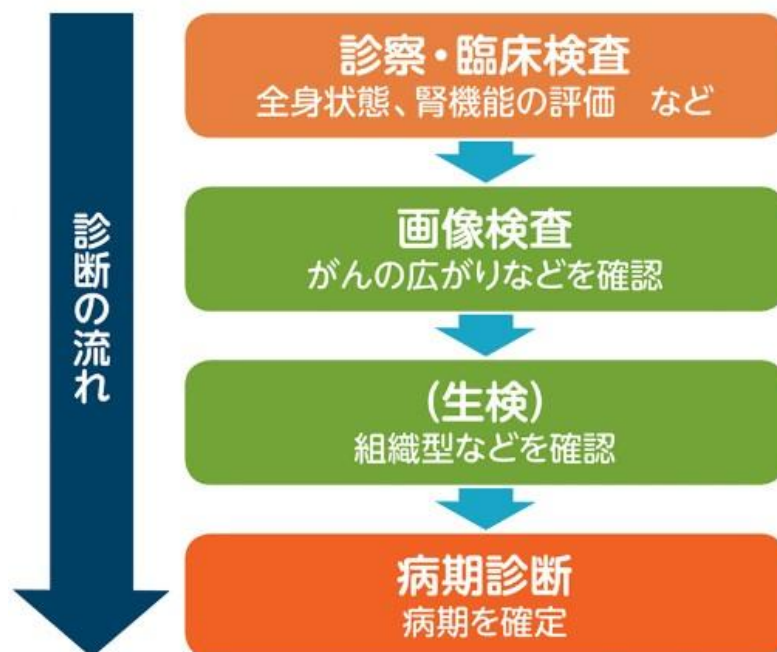 診断の流れ
診察・臨床検査
全身状態、腎機能の評価　など
画像検査
がんの広がりなどを確認
(生検)
組織型などを確認
病期診断
病期を確定